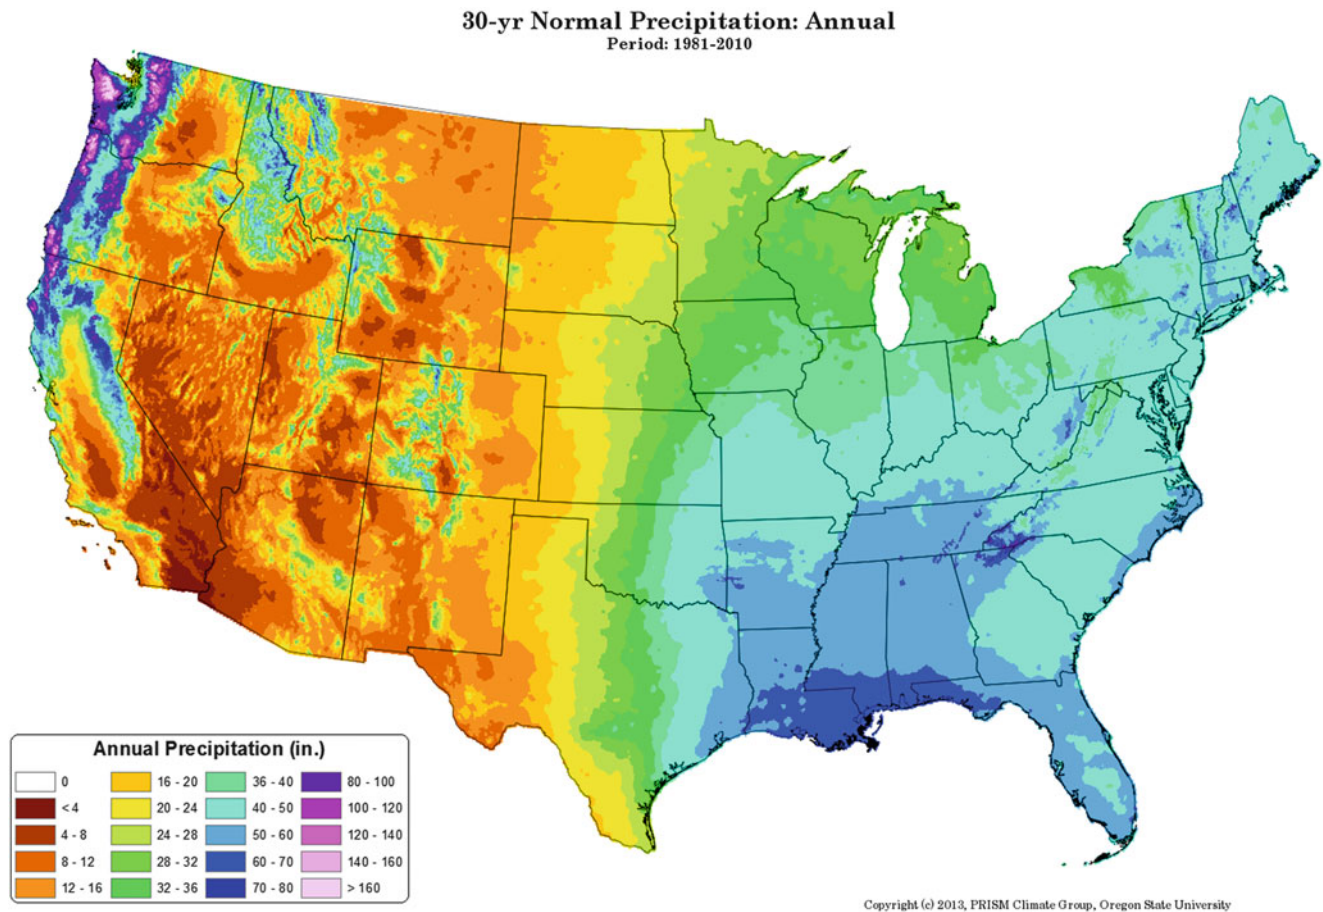 30-yr Normal Precipitation: Annual
Period: 1981-2010
Annual Precipitation (in.)
0
< 4
4 - 8
8 - 12
12 - 16
16 - 20
20 - 24
24 - 28
28 - 32
32 - 36
36 - 40
40 - 50
50 - 60
60 - 70
70 - 80
80 - 100
100 - 120
120 - 140
140 - 160
> 160
Copyright (c) 2013, PRISM Climate Group, Oregon State University